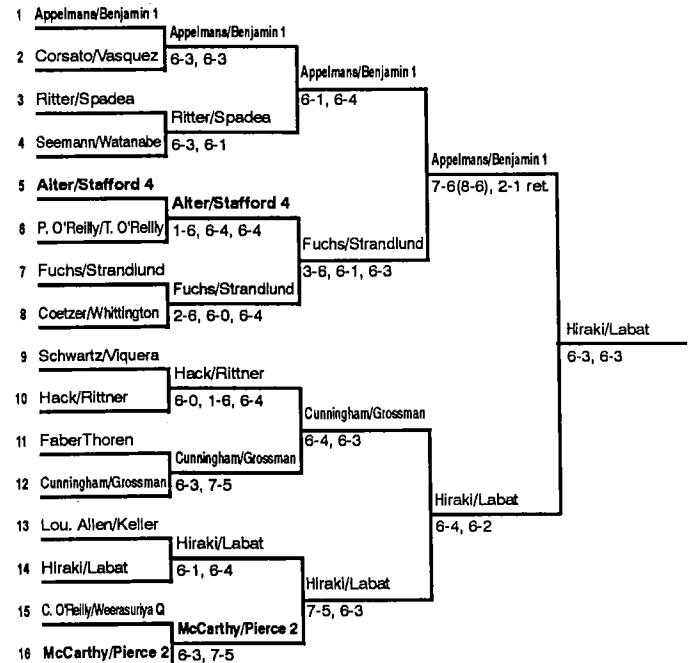 1 Appelmans/Benjamin 1
2 Corsato/Vasquez
3 Ritter/Spadea
4 Seemann/Watanabe
5 Alter/Stafford 4
6 P. O'Reilly/T. O'Reilly
7 Fuchs/Strandlund
8 Coetzer/Whittington
9 Schwartz/Viquera
10 Hack/Rittner
11 FaberThoren
12 Cunningham/Grossman
13 Lou. Allen/Keller
14 Hiraki/Labat
15 C. O'Reilly/Weerasuriya Q
16 McCarthy/Pierce 2
Appelmans/Benjamin 1
6-3, 6-3
Ritter/Spadea
6-3, 6-1
Alter/Stafford 4
1-6, 6-4, 6-4
Fuchs/Strandlund
2-6, 6-0, 6-4
Hack/Rittner
6-0, 1-6, 6-4
Cunningham/Grossman
6-3, 7-5
Hiraki/Labat
6-1, 6-4
McCarthy/Pierce 2
6-3, 7-5
Appelmans/Benjamin 1
6-1, 6-4
Fuchs/Strandlund
3-6, 6-1, 6-3
Cunningham/Grossman
6-4, 6-3
Hiraki/Labat
7-5, 6-3
Appelmans/Benjamin 1
7-6(8-6), 2-1 ret.
Hiraki/Labat
6-4, 6-2
Hiraki/Labat
6-3, 6-3